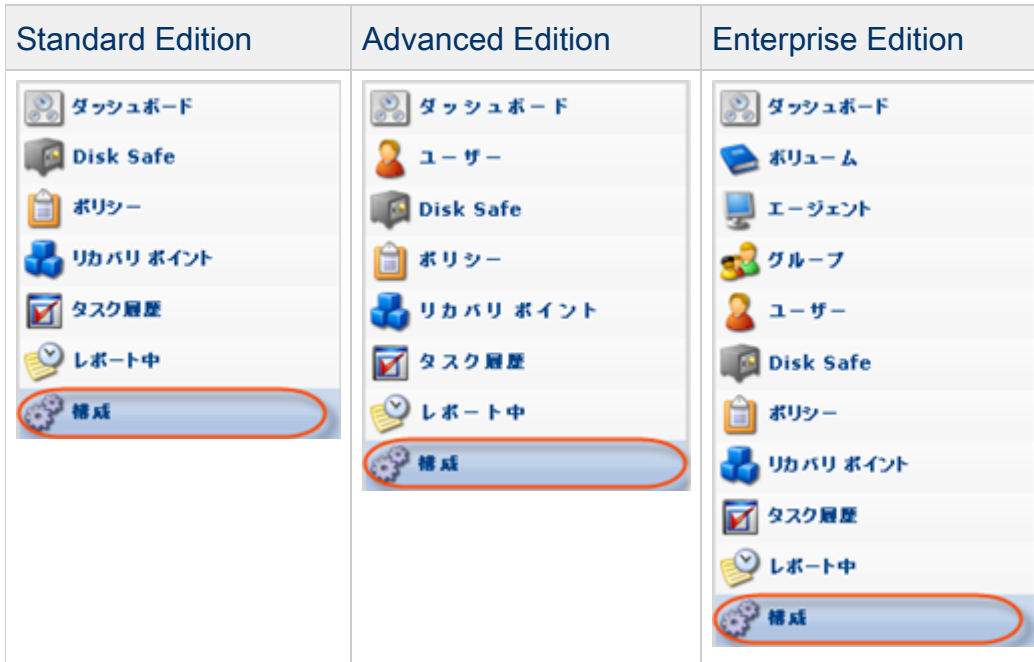 Standard Edition
Advanced Edition
Enterprise Edition
ダッシュボード
Disk Safe
ポリシー
リカバリ ポイント
タスク履歴
レポート中
構成
ダッシュボード
ユーザー
Disk Safe
ポリシー
リカバリ ポイント
タスク履歴
レポート中
構成
ダッシュボード
ボリューム
エージェント
グループ
ユーザー
Disk Safe
ポリシー
リカバリ ポイント
タスク履歴
レポート中
構成